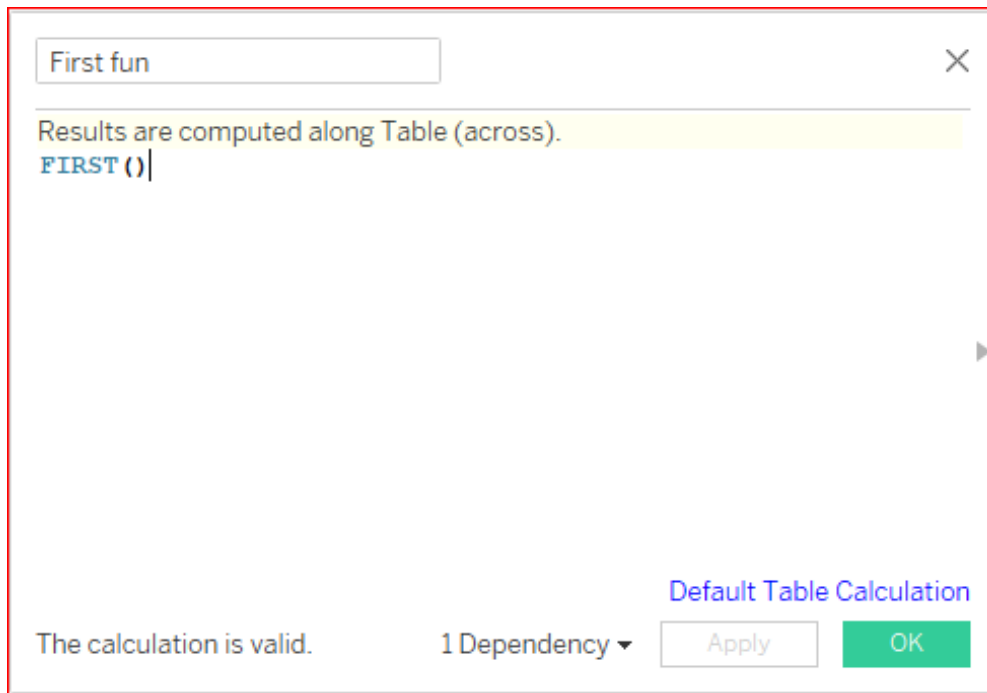 First fun
Results are computed along Table (across).
FIRST()
Default Table Calculation
The calculation is valid.
1 Dependency
Apply
OK